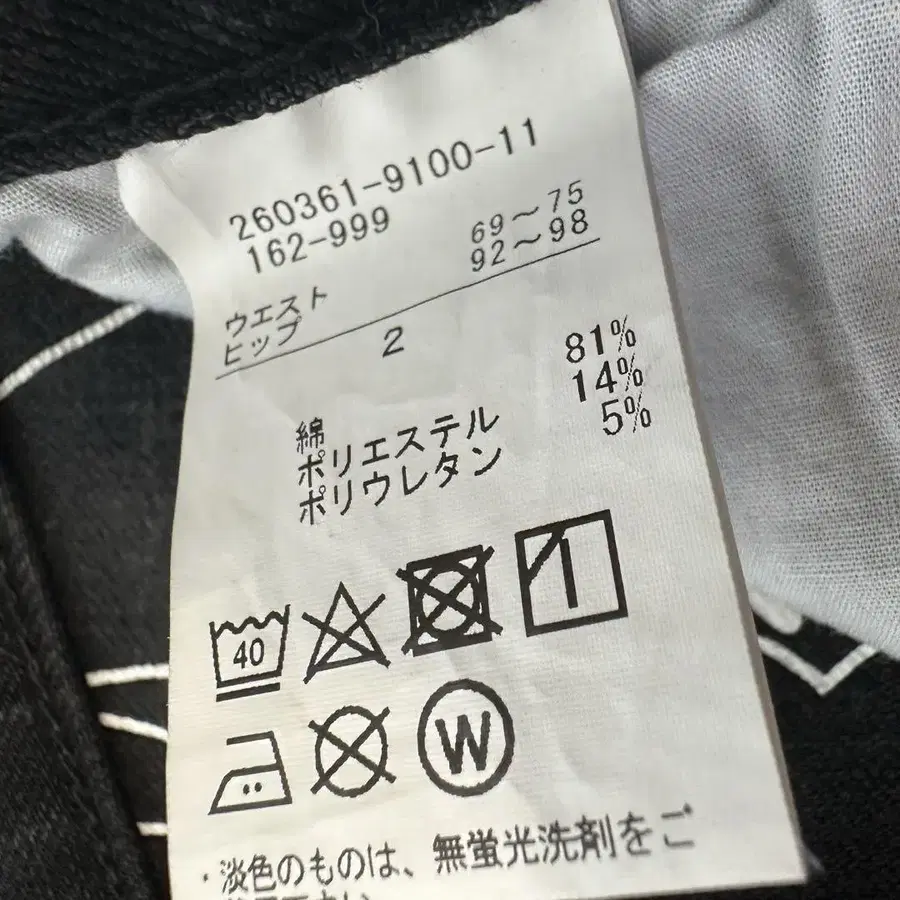 260361-9100-11
162-999
ウエスト 69～75
ヒップ 92～98
2
綿 81%
ポリエステル 14%
ポリウレタン 5%
40
W
・淡色のものは、無蛍光洗剤をご